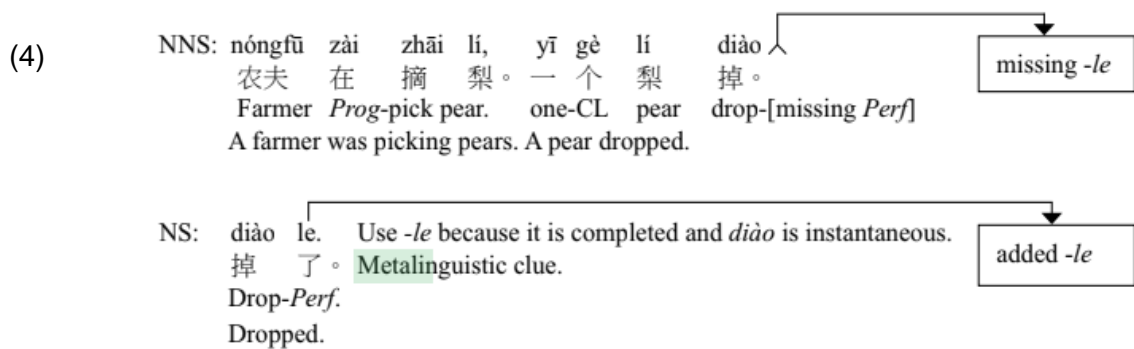 (4)
NNS: nóngfū zài zhāi lí, yī gè lí diào
农夫 在 摘 梨。 一 个 梨 掉。
Farmer Prog-pick pear. one-CL pear drop-[missing Perf]
A farmer was picking pears. A pear dropped.
missing -le
NS: diào le. Use -le because it is completed and diào is instantaneous.
掉 了。 Metalinguistic clue.
Drop-Perf.
Dropped.
added -le